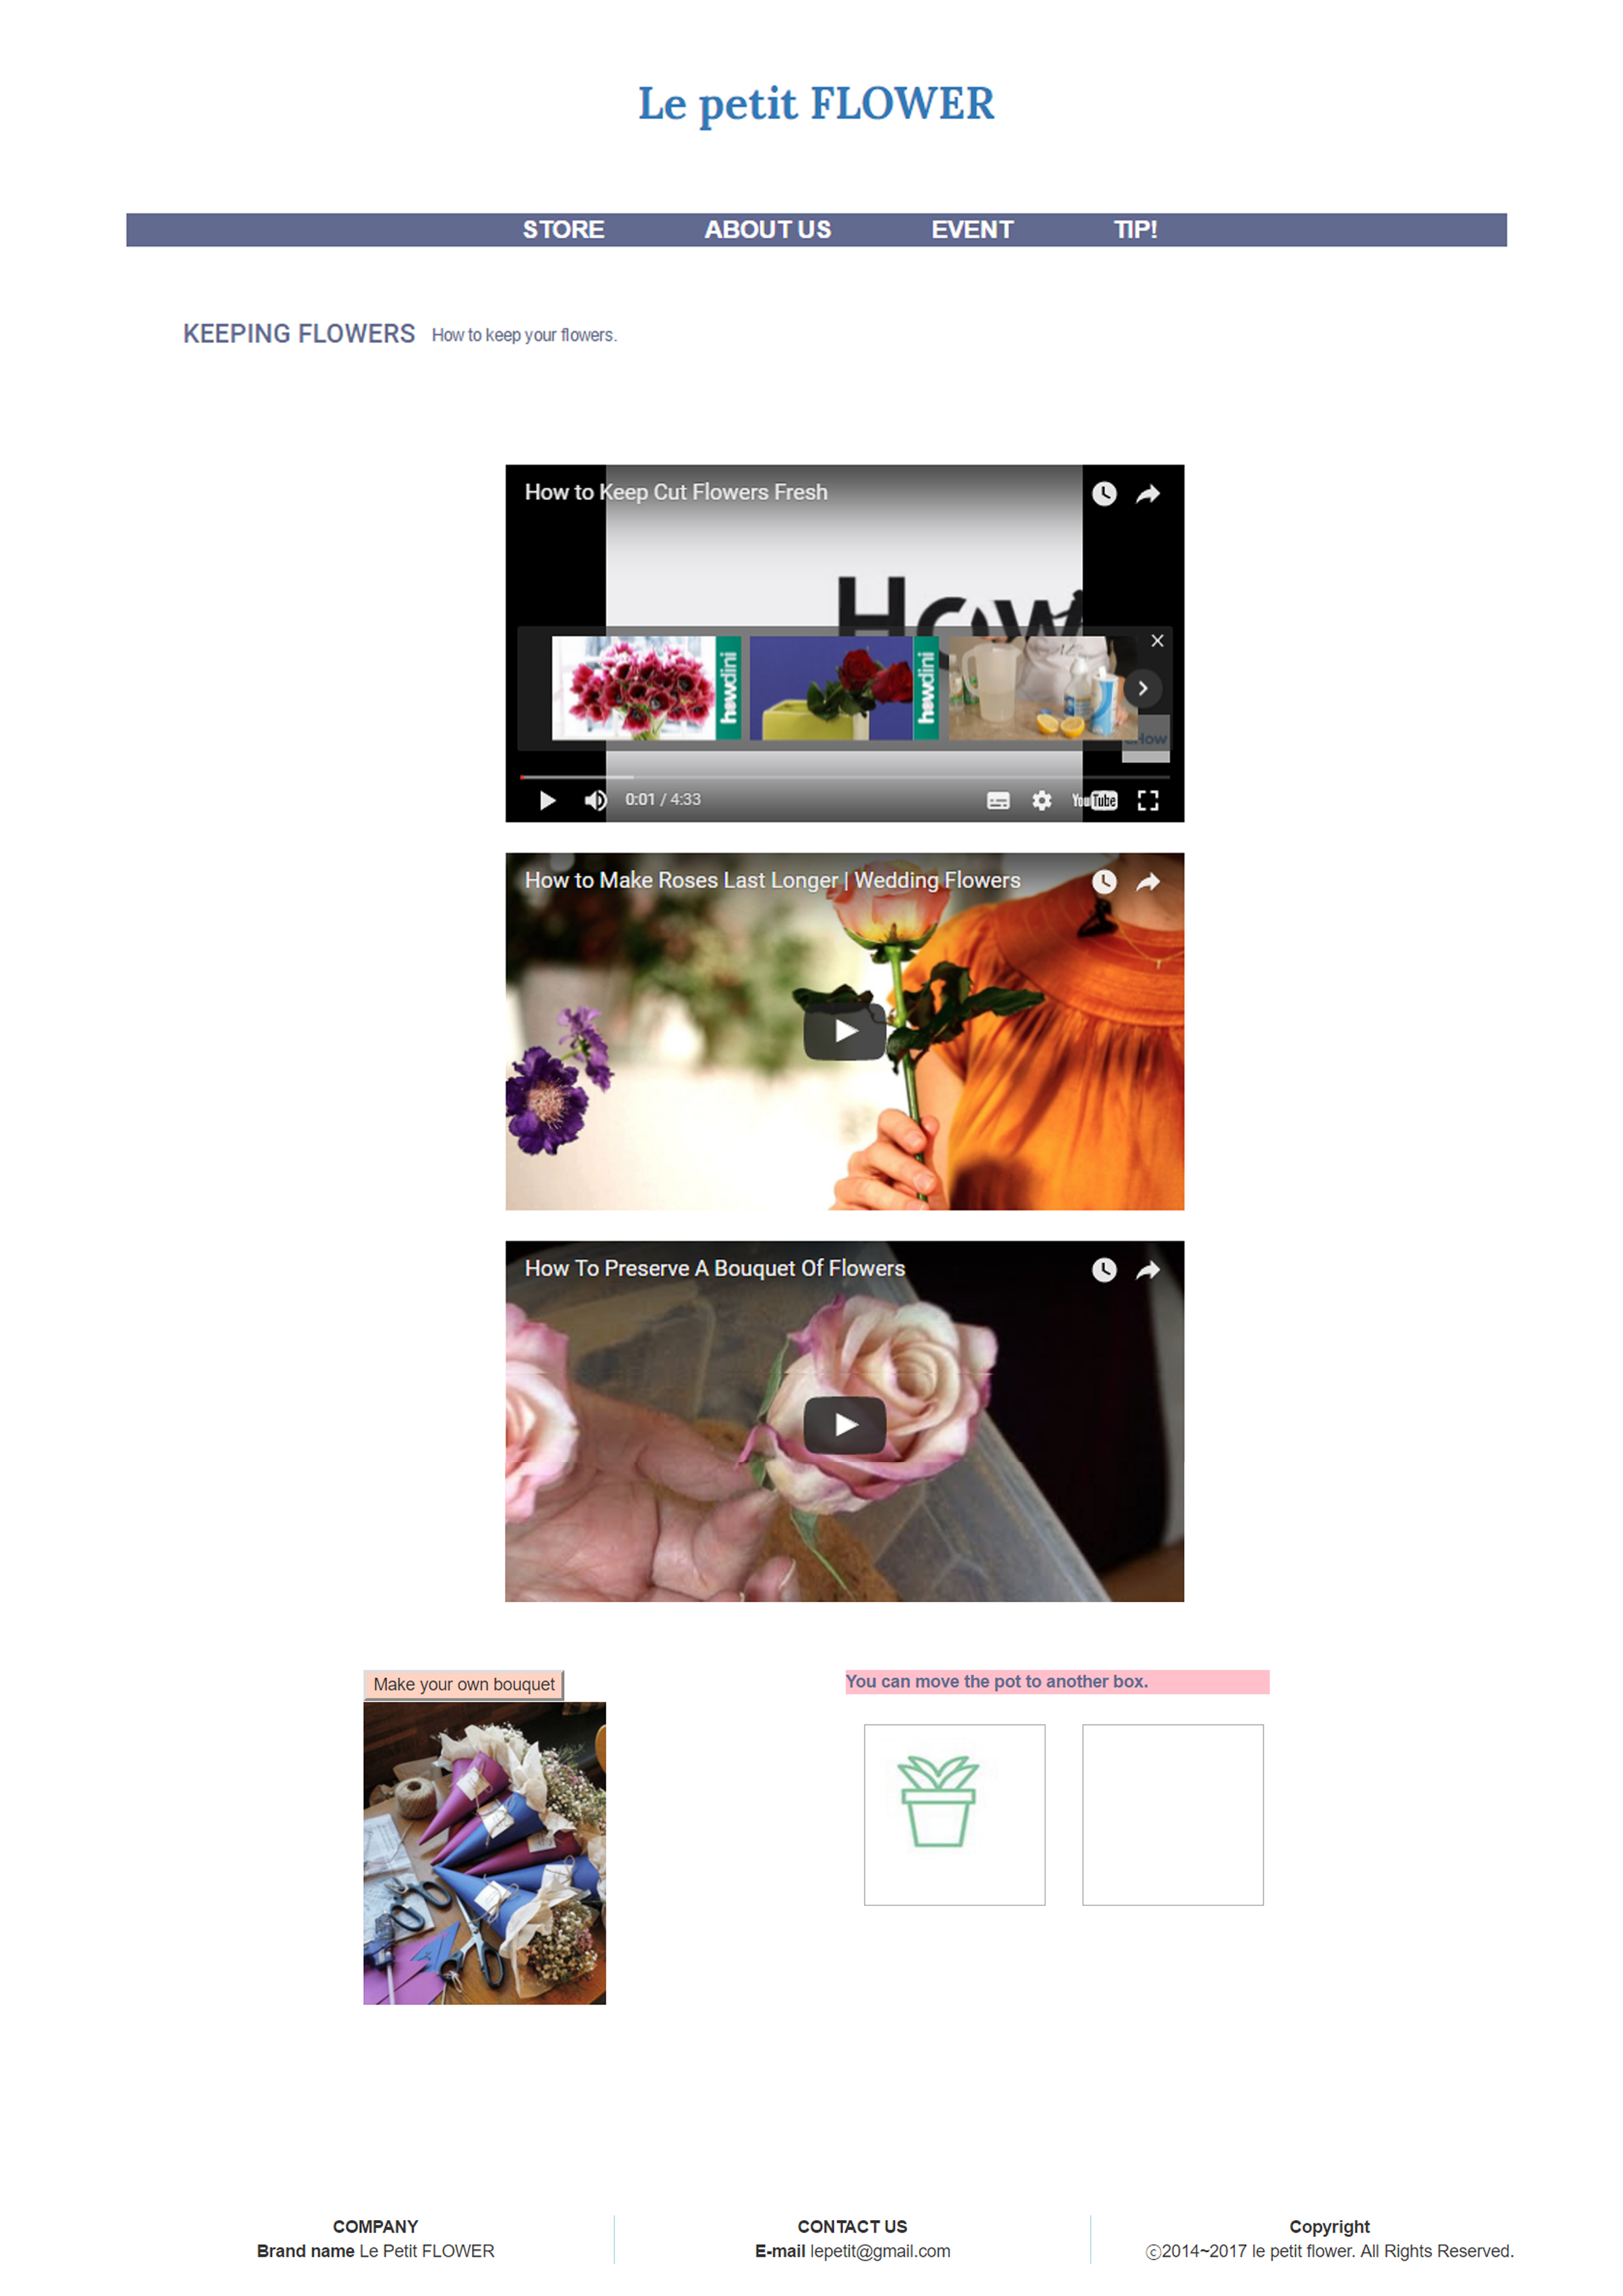 Le petit FLOWER
STORE ABOUT US EVENT TIP!
KEEPING FLOWERS How to keep your flowers.
How to Keep Cut Flowers Fresh
How
howdini howdini
eHow
0:01 / 4:33 YouTube
How to Make Roses Last Longer | Wedding Flowers
How To Preserve A Bouquet Of Flowers
Make your own bouquet
You can move the pot to another box.
COMPANY
Brand name Le Petit FLOWER
CONTACT US
E-mail lepetit@gmail.com
Copyright
ⓒ2014~2017 le petit flower. All Rights Reserved.